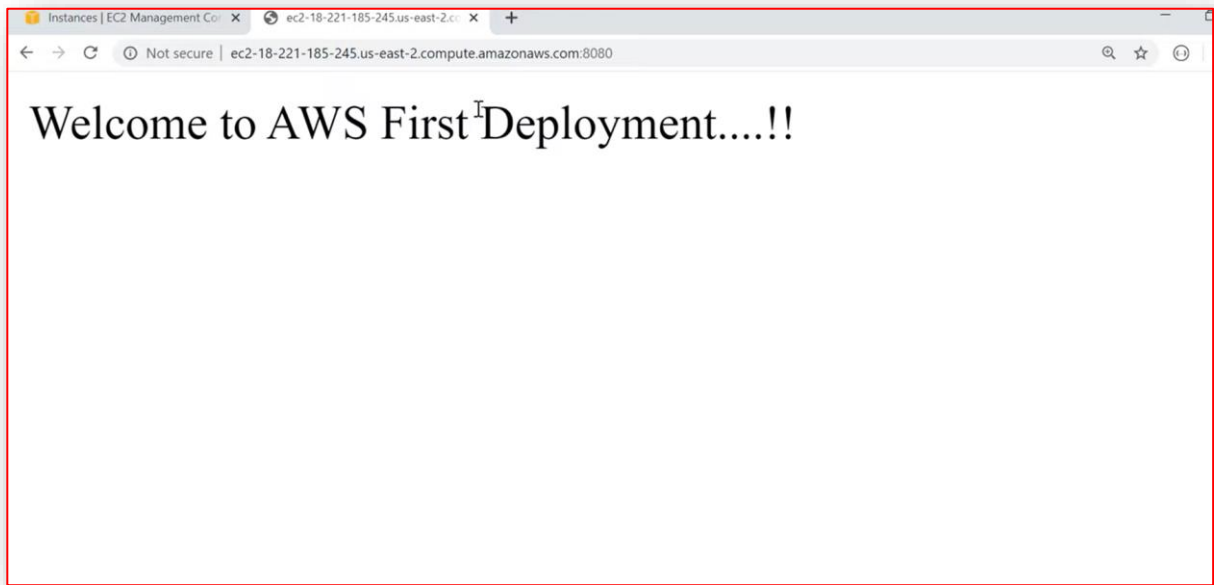 Instances | EC2 Management Co
ec2-18-221-185-245.us-east-2.c
Not secure | ec2-18-221-185-245.us-east-2.compute.amazonaws.com:8080
Welcome to AWS First Deployment....!!